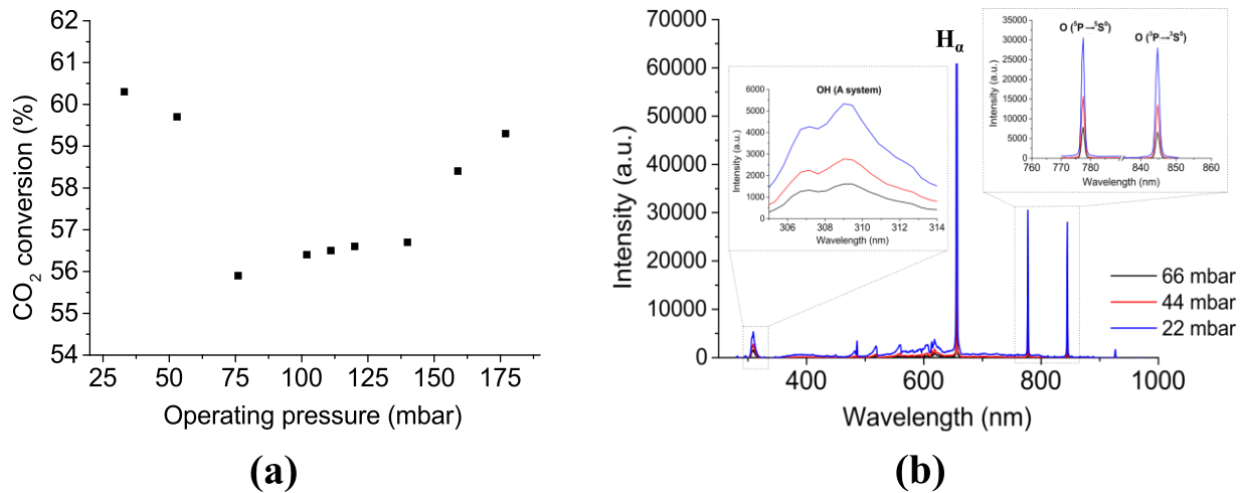 62
61
60
59
58
57
56
55
54
25 50 75 100 125 150 175
CO₂ conversion (%)
Operating pressure (mbar)
(a)
70000
60000
50000
40000
30000
20000
10000
0
400 600 800 1000
Intensity (a.u.)
Wavelength (nm)
Hα
66 mbar
44 mbar
22 mbar
OH (A system)
6000
5000
4000
3000
2000
1000
0
306 308 310 312 314
Intensity (a.u.)
Wavelength (nm)
O (⁵P→⁵S⁰) O (³P→³S⁰)
35000
30000
25000
20000
15000
10000
5000
0
760 770 780 840 850 860
Intensity (a.u.)
Wavelength (nm)
(b)